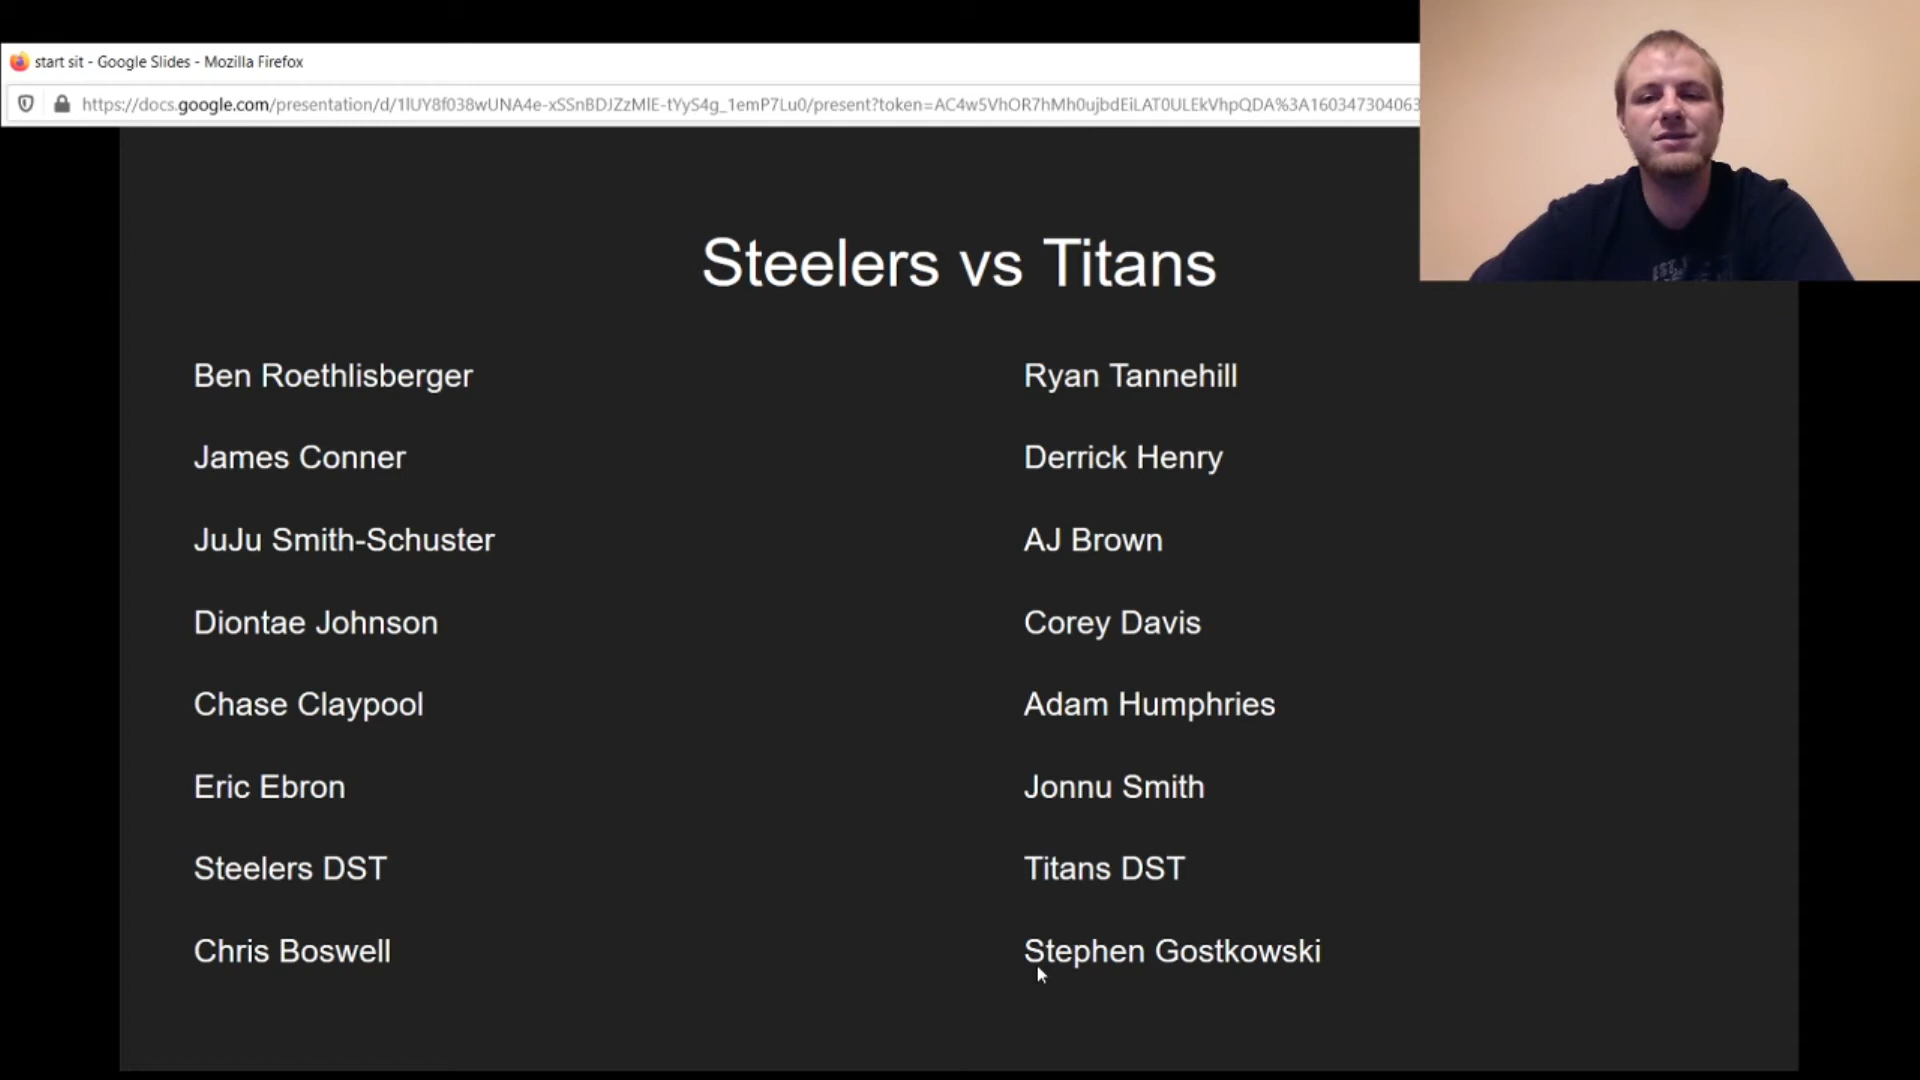 start sit - Google Slides - Mozilla Firefox
https://docs.google.com/presentation/d/1lUY8f038wUNA4e-xSSnBDJZzMlE-tYyS4g_1emP7Lu0/present?token=AC4w5VhOR7hMh0ujbdEiLAT0ULEkVhpQDA%3A160347304063
Steelers vs Titans
Ben Roethlisberger
James Conner
JuJu Smith-Schuster
Diontae Johnson
Chase Claypool
Eric Ebron
Steelers DST
Chris Boswell
Ryan Tannehill
Derrick Henry
AJ Brown
Corey Davis
Adam Humphries
Jonnu Smith
Titans DST
Stephen Gostkowski